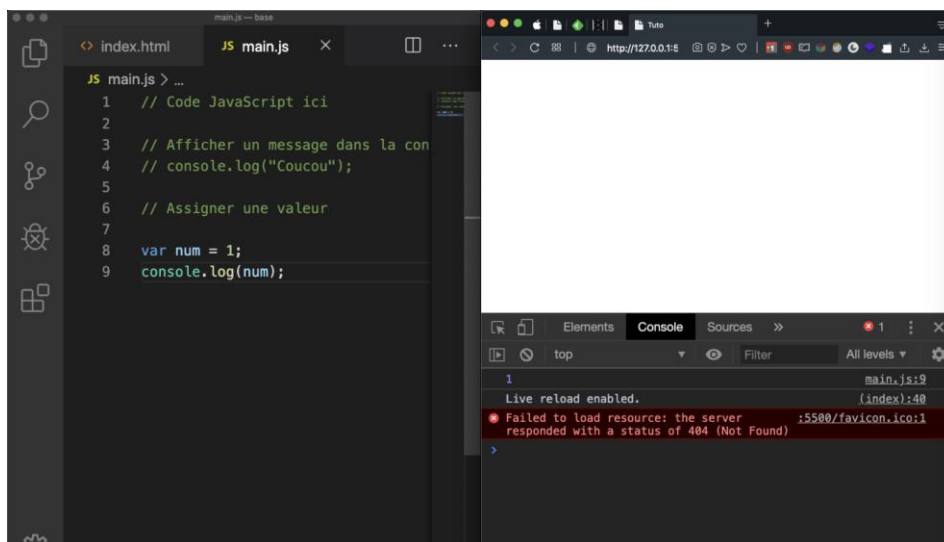 main.js — base
index.html
JS main.js ×
JS main.js > ...
1 // Code JavaScript ici
2
3 // Afficher un message dans la con
4 // console.log("Coucou");
5
6 // Assigner une valeur
7
8 var num = 1;
9 console.log(num);
Tuto
http://127.0.0.1:5
Elements Console Sources » 1
top Filter All levels
1 main.js:9
Live reload enabled. (index):40
Failed to load resource: the server :5500/favicon.ico:1
responded with a status of 404 (Not Found)